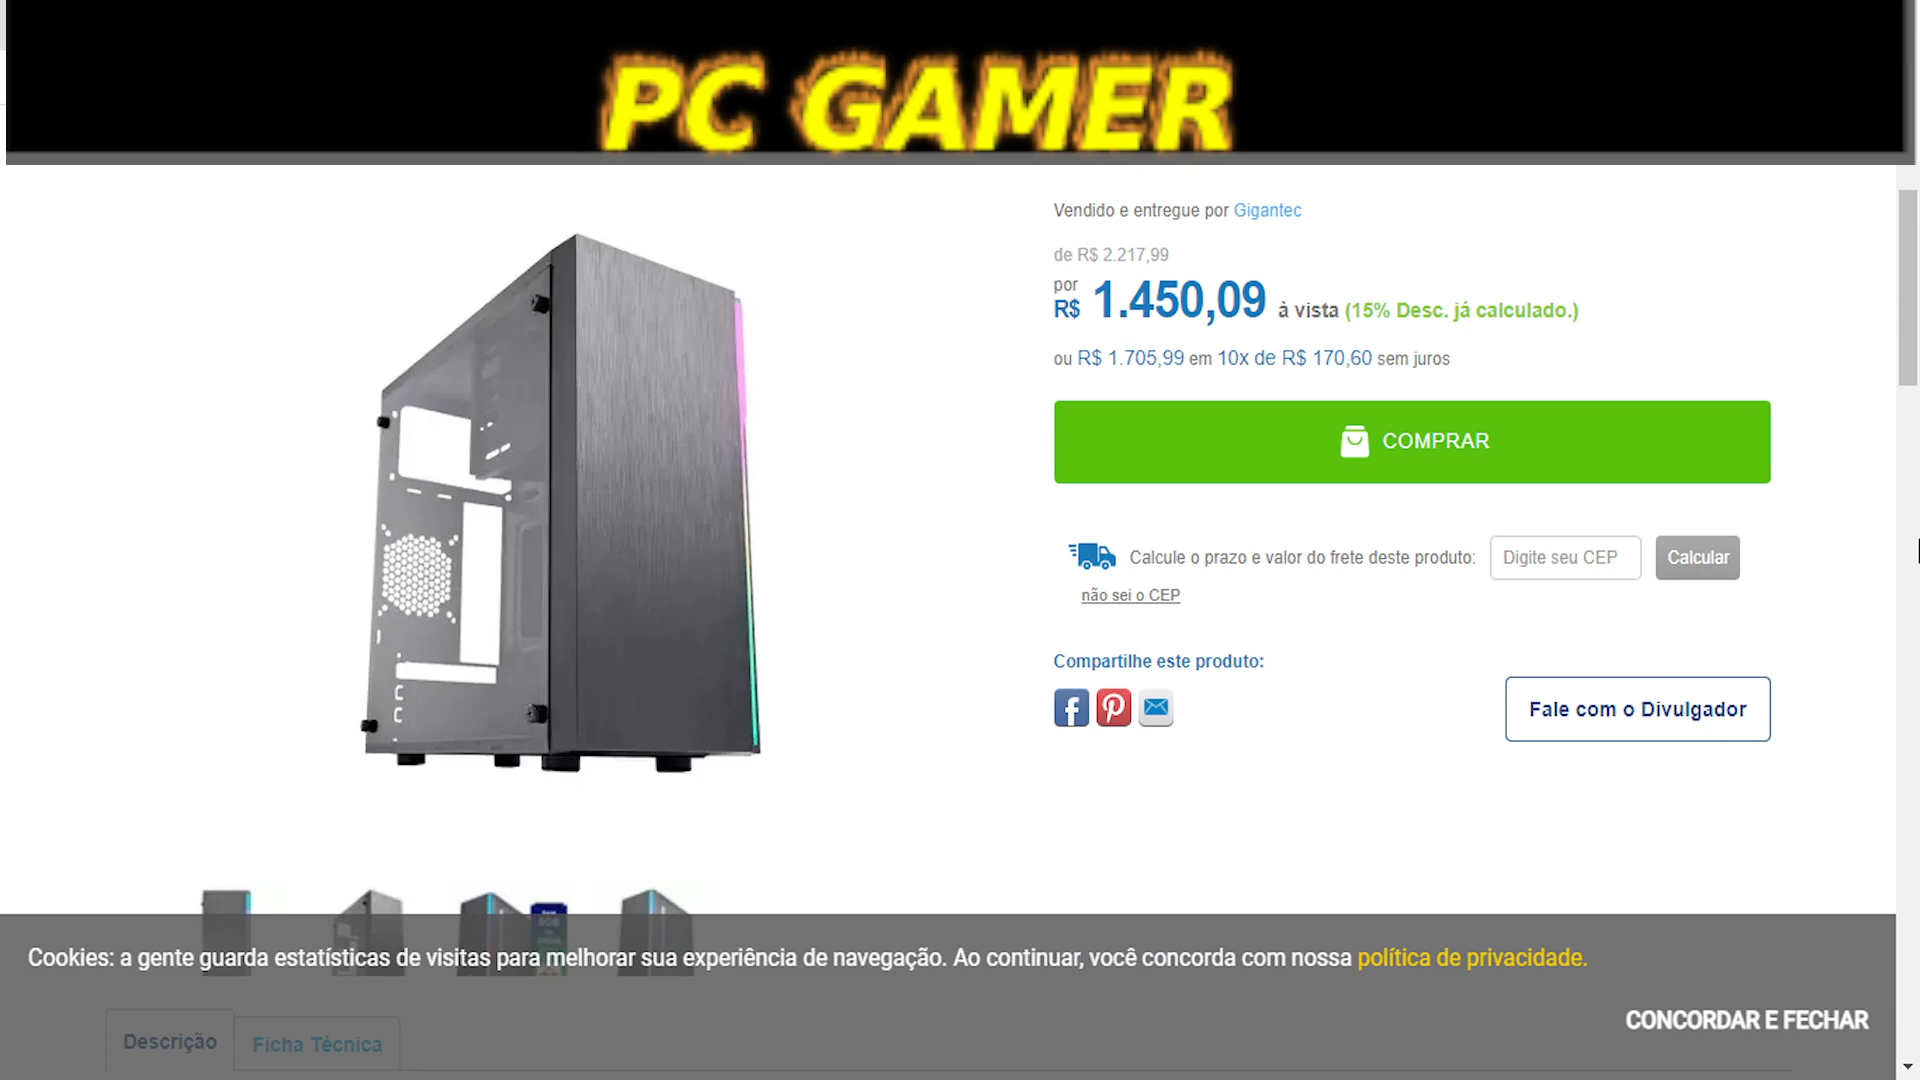 PC GAMER
Vendido e entregue por Gigantec
de R$ 2.217,99
por
R$ 1.450,09 à vista (15% Desc. já calculado.)
ou R$ 1.705,99 em 10x de R$ 170,60 sem juros
COMPRAR
Calcule o prazo e valor do frete deste produto: Digite seu CEP Calcular
não sei o CEP
Compartilhe este produto:
Fale com o Divulgador
Cookies: a gente guarda estatísticas de visitas para melhorar sua experiência de navegação. Ao continuar, você concorda com nossa política de privacidade.
CONCORDAR E FECHAR
Descrição Ficha Técnica